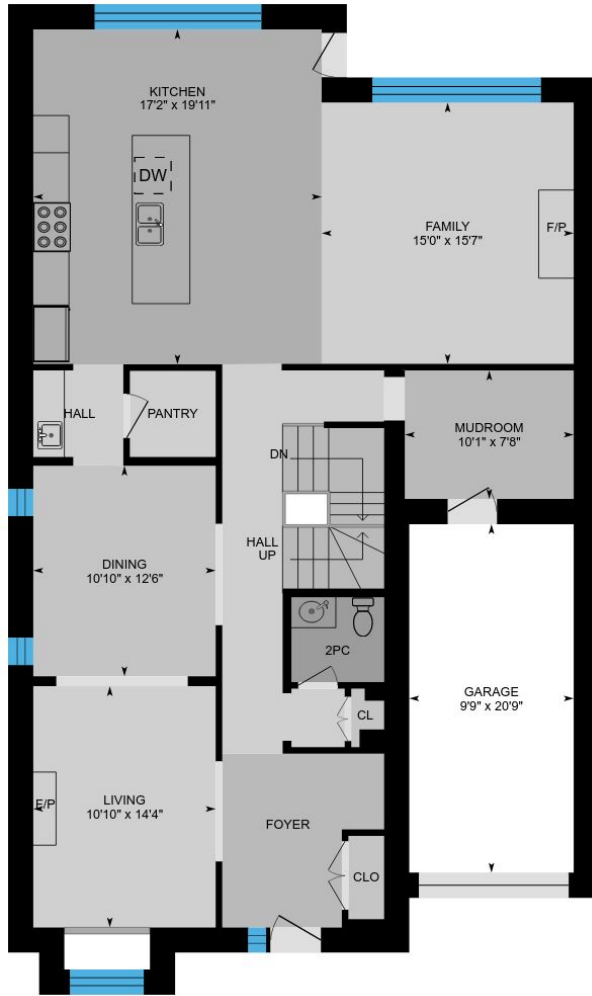 KITCHEN
17'2" x 19'11"
DW
FAMILY
15'0" x 15'7"
F/P
HALL
PANTRY
MUDROOM
10'1" x 7'8"
DN
HALL
UP
DINING
10'10" x 12'6"
2PC
GARAGE
9'9" x 20'9"
CL
LIVING
10'10" x 14'4"
F/P
FOYER
CLO